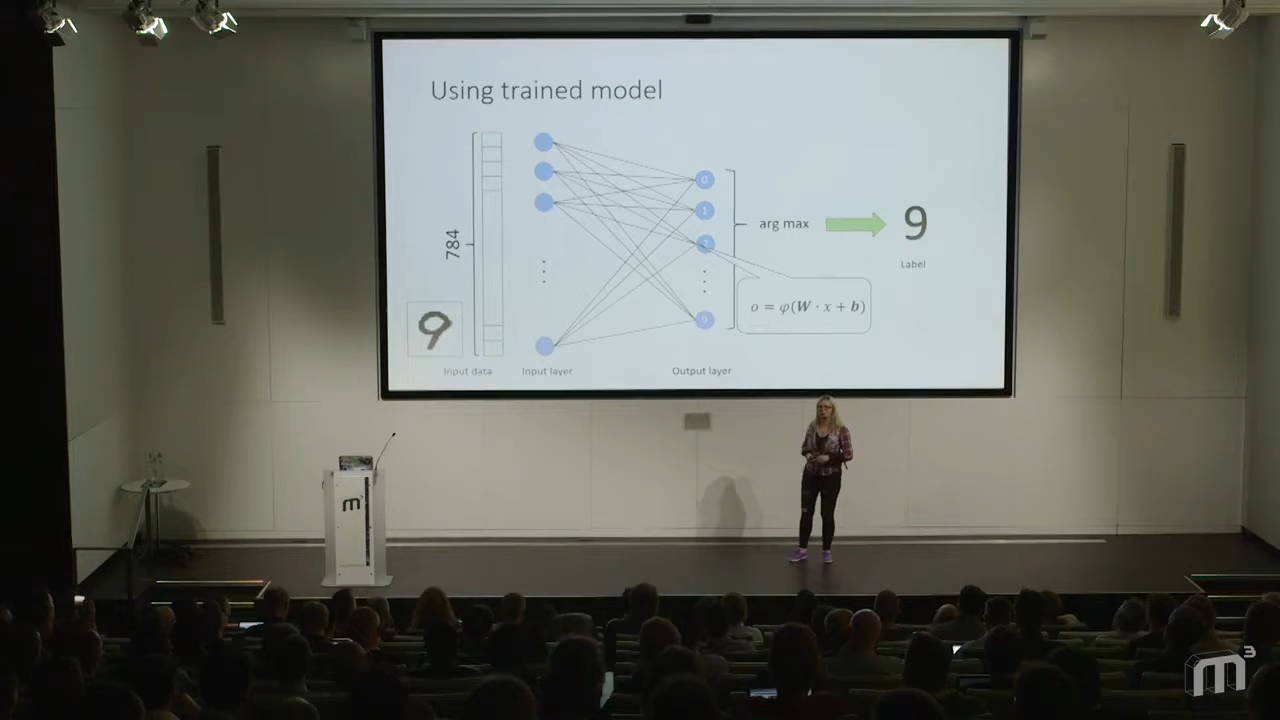 Using trained model
784
9
Input data
Input layer
0
1
2
9
Output layer
arg max
o = φ(W · x + b)
9
Label
m³
m³